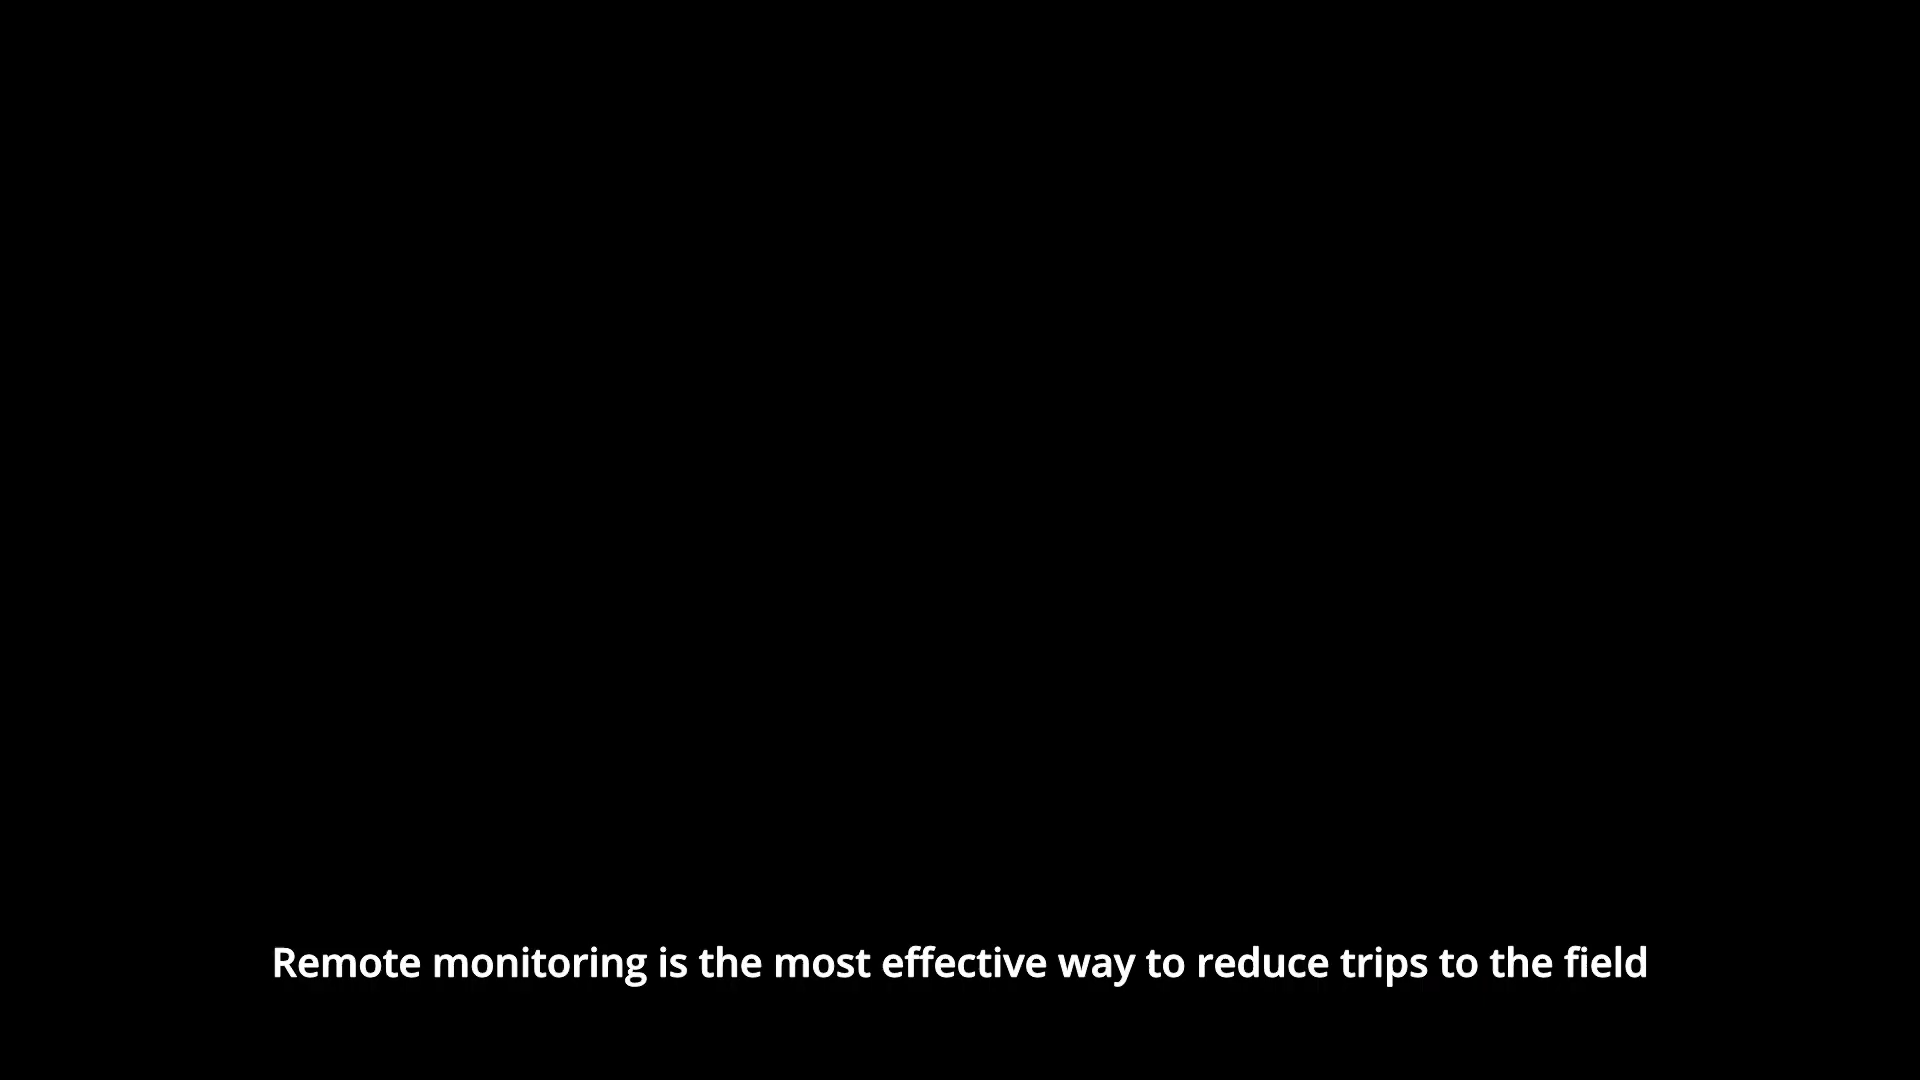 Remote monitoring is the most effective way to reduce trips to the field